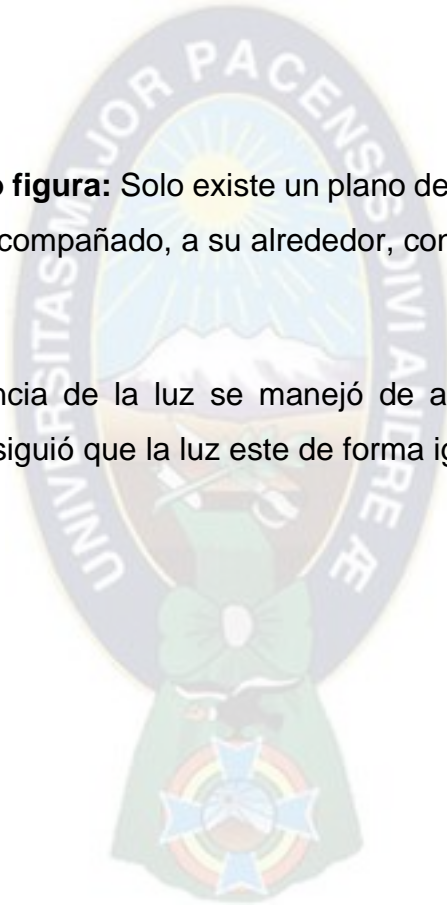 UNIVERSITAS MAJOR PACENSIS DIVI ANDRE Æ
o figura: Solo existe un plano de
compañado, a su alrededor, con
ncia de la luz se manejó de a
siguió que la luz este de forma ig